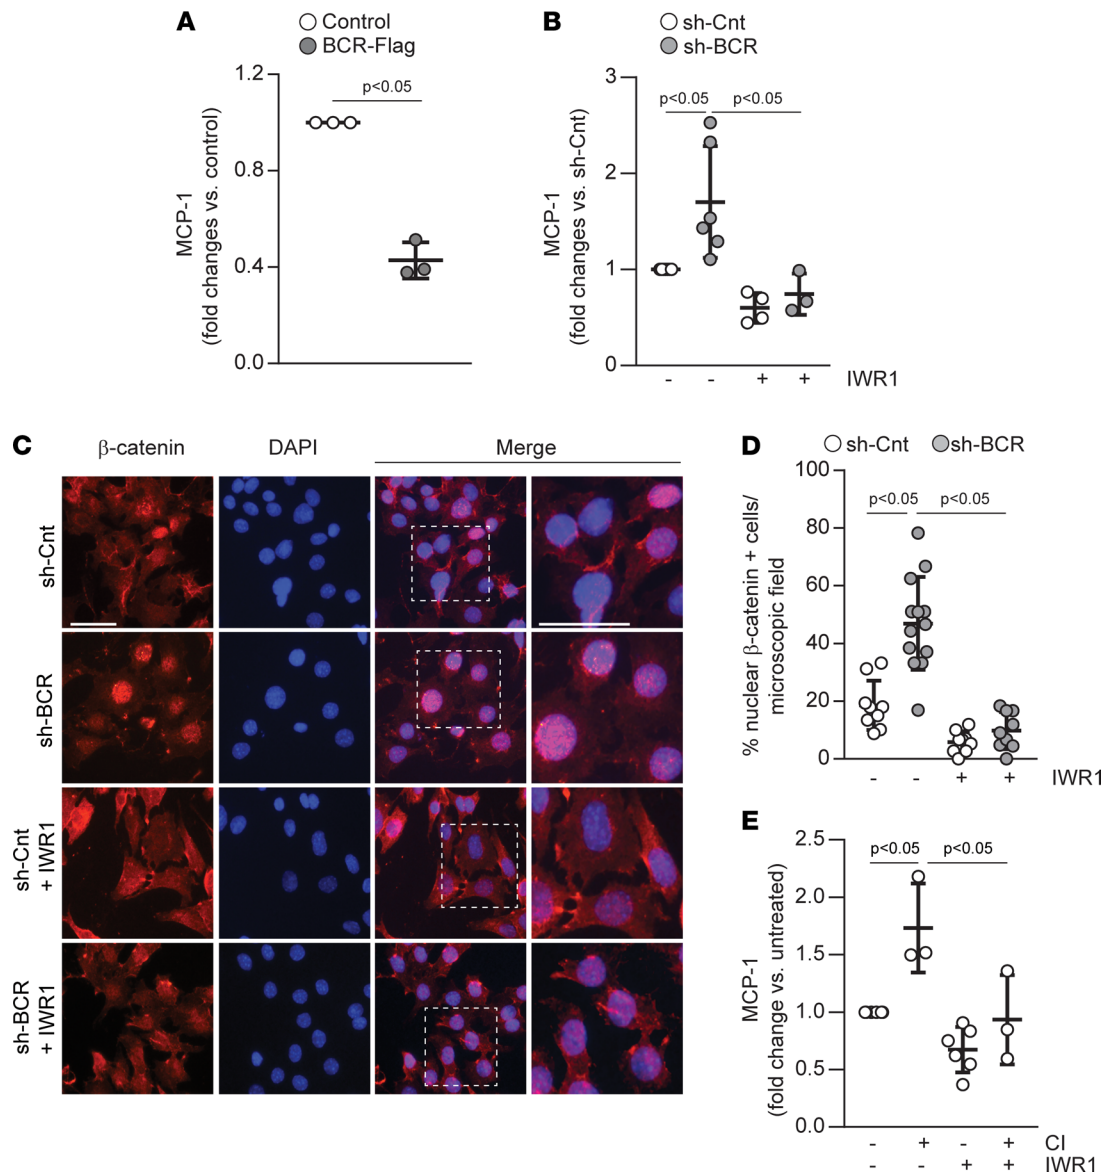 A
Control
BCR-Flag
MCP-1
(fold changes vs. control)
1.2
0.8
0.4
0.0
p<0.05
B
sh-Cnt
sh-BCR
MCP-1
(fold changes vs. sh-Cnt)
3
2
1
0
p<0.05
p<0.05
- - + + IWR1
C
β-catenin DAPI Merge
sh-Cnt
sh-BCR
sh-Cnt
+ IWR1
sh-BCR
+ IWR1
D
sh-Cnt
sh-BCR
% nuclear β-catenin + cells/
microscopic field
100
80
60
40
20
0
p<0.05
p<0.05
- - + + IWR1
E
MCP-1
(fold change vs. untreated)
2.5
2.0
1.5
1.0
0.5
0.0
p<0.05
p<0.05
- + - + CI
- - + + IWR1